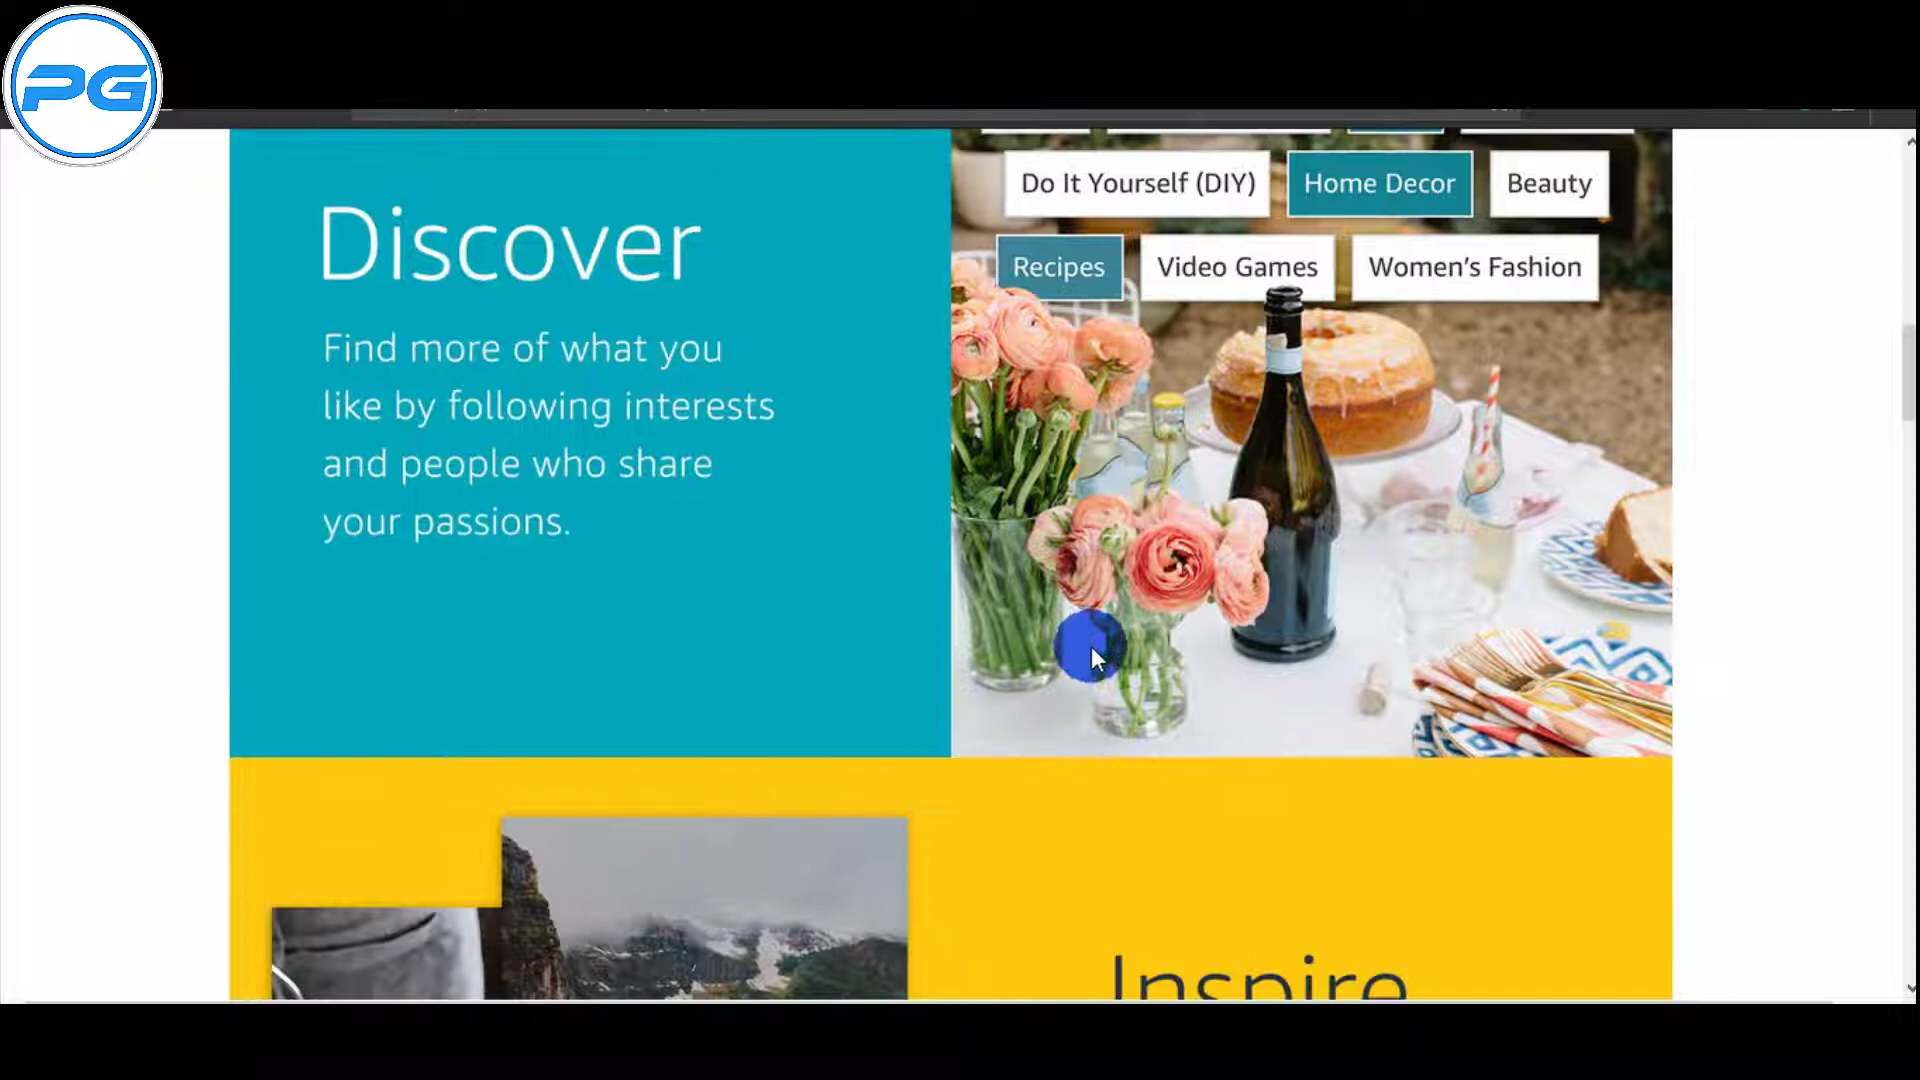 PG
Do It Yourself (DIY)
Home Decor
Beauty
Discover
Recipes
Video Games
Women's Fashion
Find more of what you
like by following interests
and people who share
your passions.
Inspire